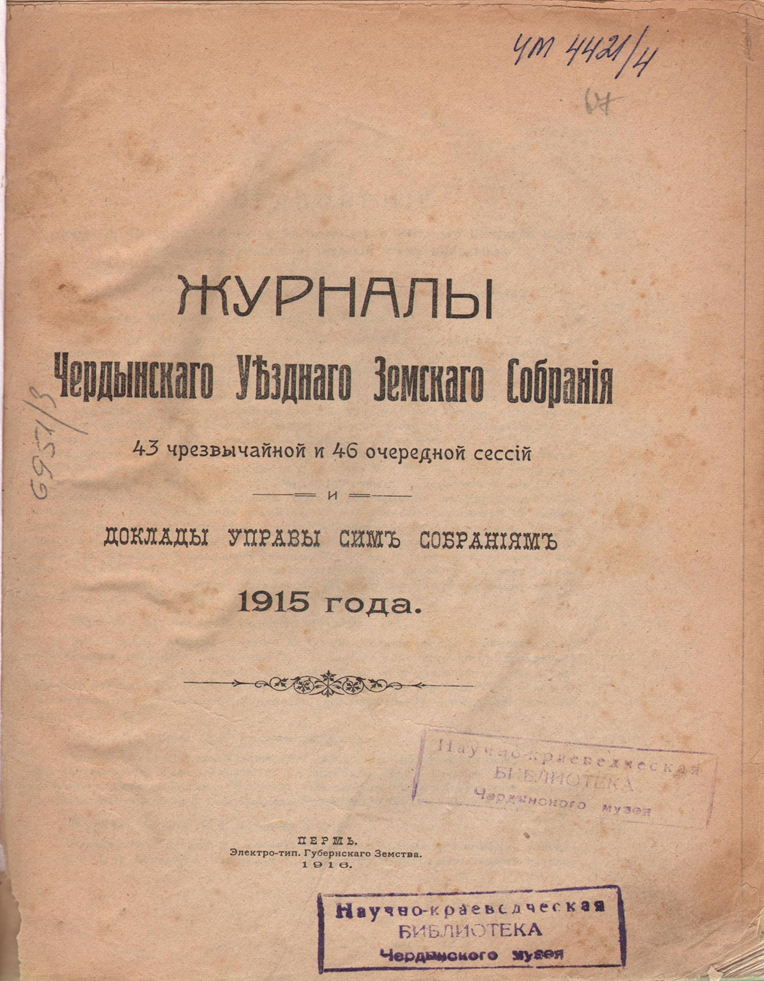 ЧМ 4421/4
67
ЖУРНАЛЫ
Чердынскаго Уѣзднаго Земскаго Собранія
6951/3
43 чрезвычайной и 46 очередной сессій
и
ДОКЛАДЫ УПРАВЫ СИМЪ СОБРАНІЯМЪ
1915 года.
Научно-краеведческая
БИБЛИОТЕКА
Чердынского музея
ПЕРМЬ.
Электро-тип. Губернскаго Земства.
1916.
Научно-краеведческая
БИБЛИОТЕКА
Чердынского музея